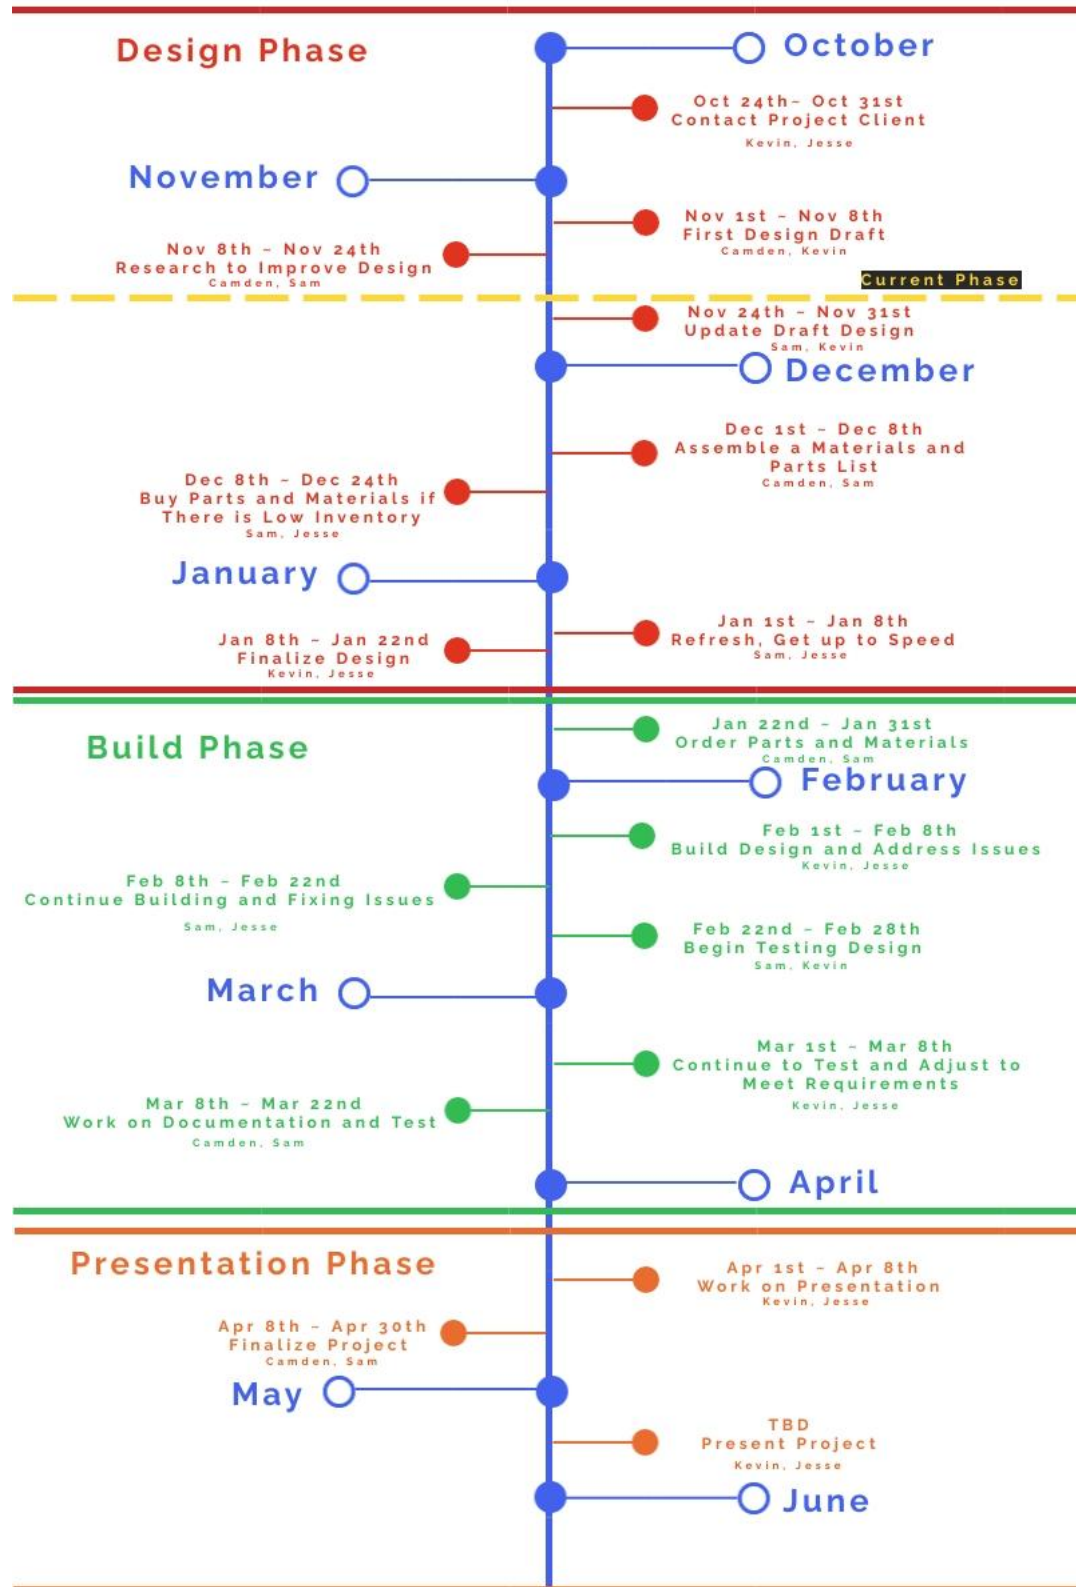 Design Phase
October
Oct 24th– Oct 31st
Contact Project Client
Kevin, Jesse
November
Nov 1st – Nov 8th
First Design Draft
Camden, Kevin
Nov 8th – Nov 24th
Research to Improve Design
Camden, Sam
Current Phase
Nov 24th – Nov 31st
Update Draft Design
Sam, Kevin
December
Dec 1st – Dec 8th
Assemble a Materials and
Parts List
Camden, Sam
Dec 8th – Dec 24th
Buy Parts and Materials if
There is Low Inventory
Sam, Jesse
January
Jan 1st – Jan 8th
Refresh, Get up to Speed
Sam, Jesse
Jan 8th – Jan 22nd
Finalize Design
Kevin, Jesse
Build Phase
Jan 22nd – Jan 31st
Order Parts and Materials
Camden, Sam
February
Feb 1st – Feb 8th
Build Design and Address Issues
Kevin, Jesse
Feb 8th – Feb 22nd
Continue Building and Fixing Issues
Sam, Jesse
Feb 22nd – Feb 28th
Begin Testing Design
Sam, Kevin
March
Mar 1st – Mar 8th
Continue to Test and Adjust to
Meet Requirements
Kevin, Jesse
Mar 8th – Mar 22nd
Work on Documentation and Test
Camden, Sam
April
Presentation Phase
Apr 1st – Apr 8th
Work on Presentation
Kevin, Jesse
Apr 8th – Apr 30th
Finalize Project
Camden, Sam
May
TBD
Present Project
Kevin, Jesse
June